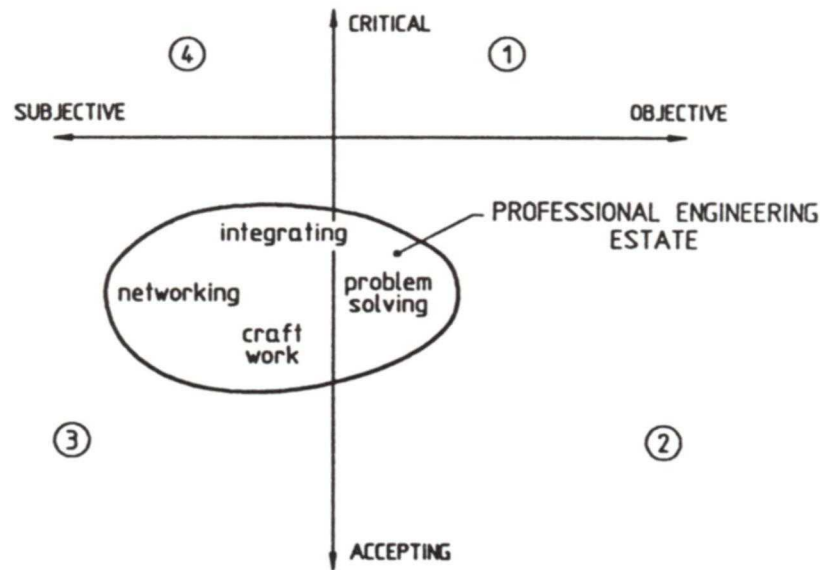 CRITICAL
④
①
SUBJECTIVE
OBJECTIVE
PROFESSIONAL ENGINEERING
ESTATE
integrating
networking
problem
solving
craft
work
③
②
ACCEPTING